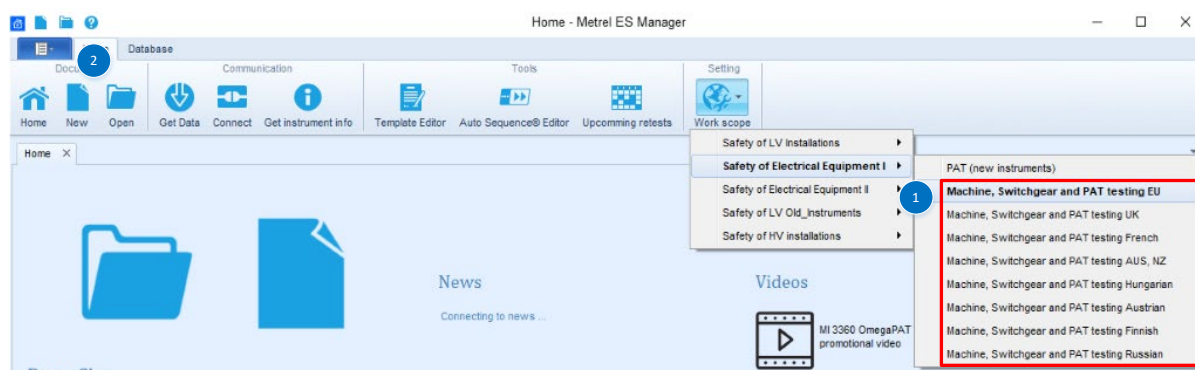 Home - Metrel ES Manager
2
Database
Communication
Tools
Setting
Home
New
Open
Get Data
Connect
Get instrument info
Template Editor
Auto Sequence® Editor
Upcomming retests
Work scope
Home
Safety of LV Installations
Safety of Electrical Equipment I
Safety of Electrical Equipment II
Safety of LV Old_Instruments
Safety of HV installations
1
PAT (new instruments)
Machine, Switchgear and PAT testing EU
Machine, Switchgear and PAT testing UK
Machine, Switchgear and PAT testing French
Machine, Switchgear and PAT testing AUS, NZ
Machine, Switchgear and PAT testing Hungarian
Machine, Switchgear and PAT testing Austrian
Machine, Switchgear and PAT testing Finnish
Machine, Switchgear and PAT testing Russian
News
Connecting to news ...
Videos
MI 3360 OmegaPAT
promotional video